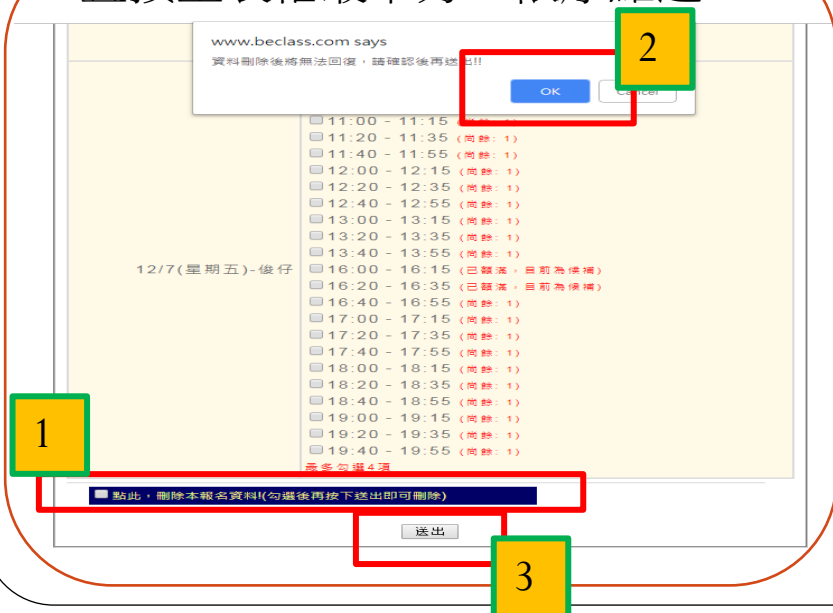 www.beclass.com says
資料刪除後將無法回復，請確認後再送出!!
2
OK
11:20 - 11:35 (尚餘: 1)
11:40 - 11:55 (尚餘: 1)
12:00 - 12:15 (尚餘: 1)
12:20 - 12:35 (尚餘: 1)
12:40 - 12:55 (尚餘: 1)
13:00 - 13:15 (尚餘: 1)
13:20 - 13:35 (尚餘: 1)
13:40 - 13:55 (尚餘: 1)
12/7(星期五)-俊仔
16:00 - 16:15 (已額滿，目前為候補)
16:20 - 16:35 (已額滿，目前為候補)
16:40 - 16:55 (尚餘: 1)
17:00 - 17:15 (尚餘: 1)
17:20 - 17:35 (尚餘: 1)
17:40 - 17:55 (尚餘: 1)
18:00 - 18:15 (尚餘: 1)
18:20 - 18:35 (尚餘: 1)
18:40 - 18:55 (尚餘: 1)
19:00 - 19:15 (尚餘: 1)
19:20 - 19:35 (尚餘: 1)
19:40 - 19:55 (尚餘: 1)
最多勾選4項
1
點此，刪除本報名資料!(勾選後再按下送出即可刪除)
送出
3